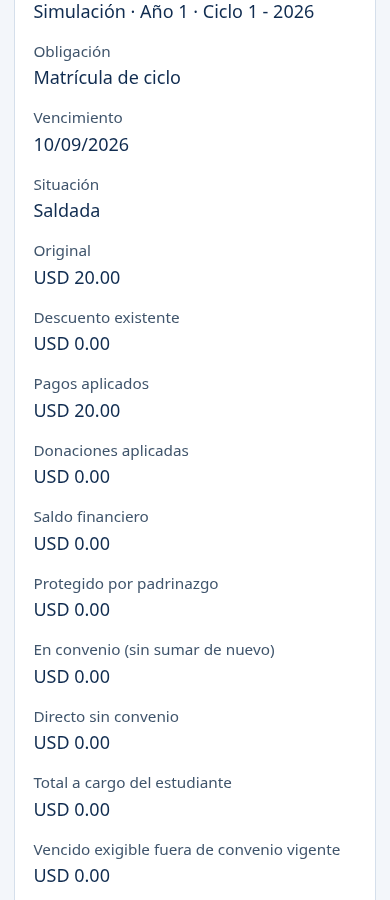 Simulación · Año 1 · Ciclo 1 - 2026
Obligación
Matrícula de ciclo
Vencimiento
10/09/2026
Situación
Saldada
Original
USD 20.00
Descuento existente
USD 0.00
Pagos aplicados
USD 20.00
Donaciones aplicadas
USD 0.00
Saldo financiero
USD 0.00
Protegido por padrinazgo
USD 0.00
En convenio (sin sumar de nuevo)
USD 0.00
Directo sin convenio
USD 0.00
Total a cargo del estudiante
USD 0.00
Vencido exigible fuera de convenio vigente
USD 0.00